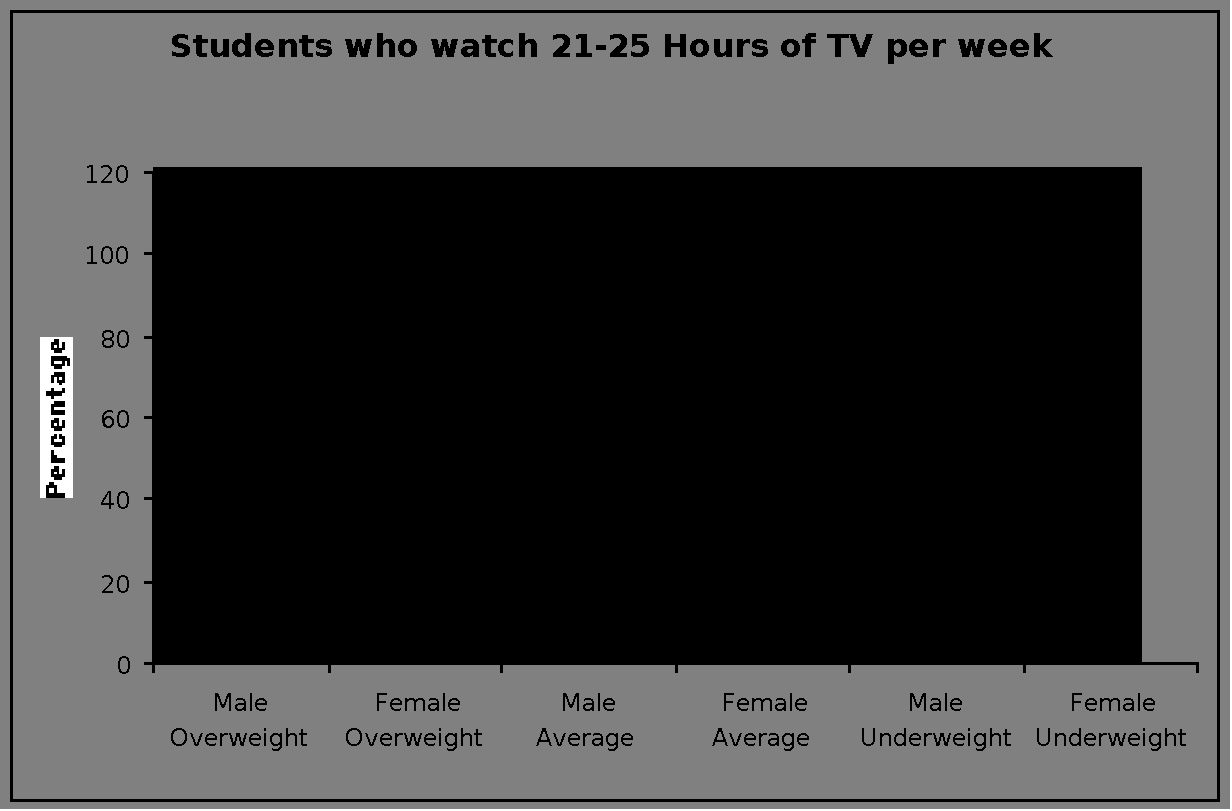 Students who watch 21-25 Hours of TV per week
120
100
80
60
40
20
0
Percentage
Male Overweight
Female Overweight
Male Average
Female Average
Male Underweight
Female Underweight